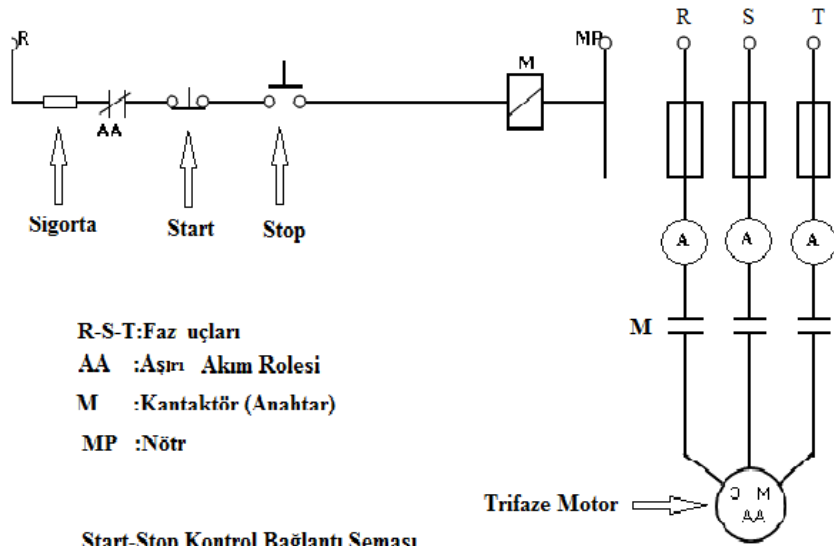 R
MP
R S T
M
AA
Sigorta
Start
Stop
A A A
M
R-S-T:Faz uçları
AA :Aşırı Akım Rolesi
M :Kantaktör (Anahtar)
MP :Nötr
Trifaze Motor
M
AA
Start-Stop Kontrol Bağlantı Şeması